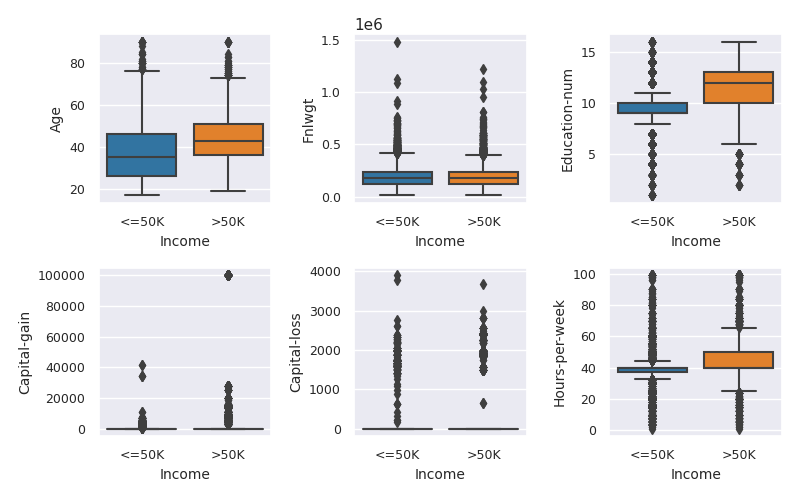 Age
80
60
40
20
<=50K >50K
Income
1e6
Fnlwgt
1.5
1.0
0.5
0.0
<=50K >50K
Income
Education-num
15
10
5
<=50K >50K
Income
Capital-gain
100000
80000
60000
40000
20000
0
<=50K >50K
Income
Capital-loss
4000
3000
2000
1000
0
<=50K >50K
Income
Hours-per-week
100
80
60
40
20
0
<=50K >50K
Income